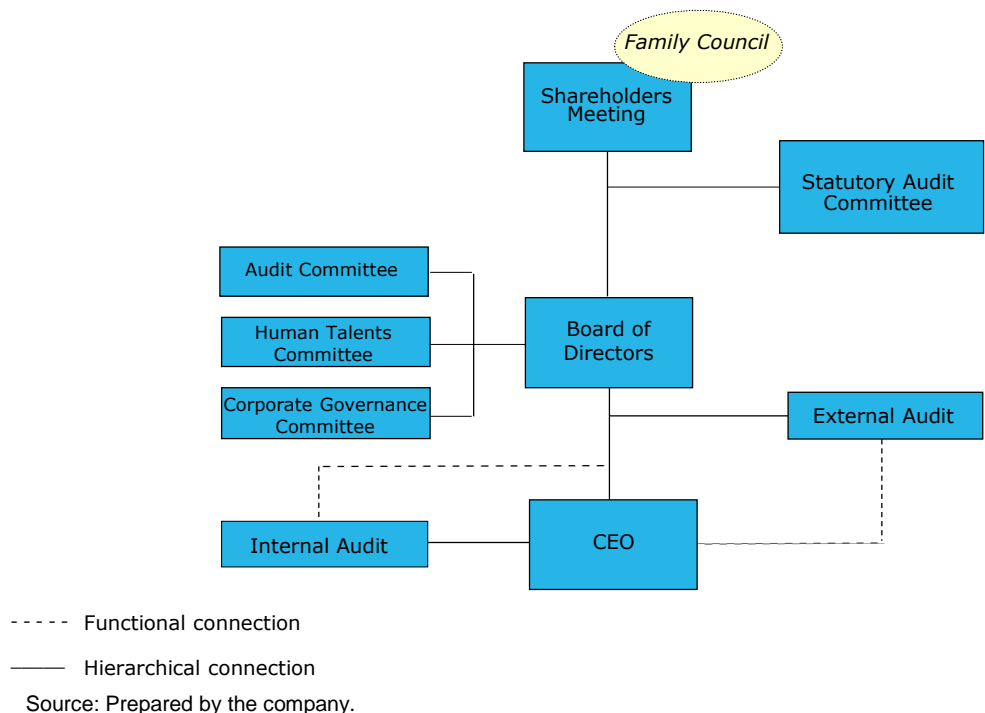 Family Council
Shareholders
Meeting
Statutory Audit
Committee
Audit Committee
Human Talents
Committee
Corporate Governance
Committee
Board of
Directors
External Audit
Internal Audit
CEO
----- Functional connection
Hierarchical connection
Source: Prepared by the company.